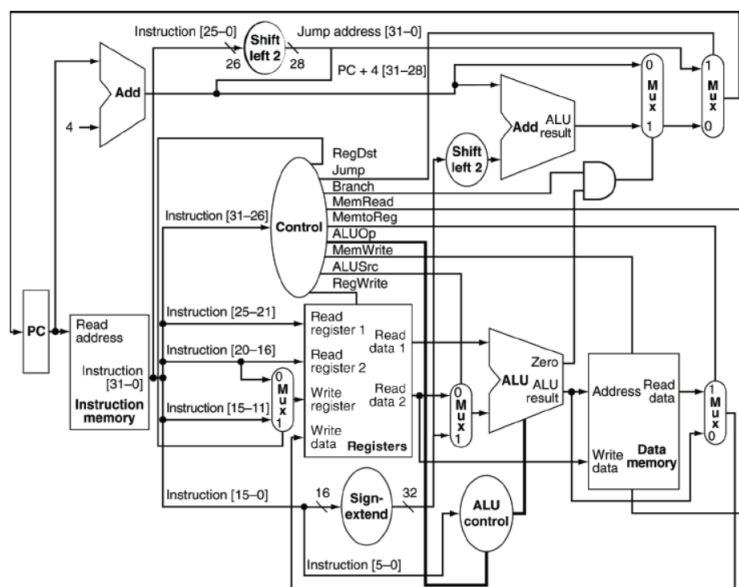 Instruction [25–0]
Jump address [31–0]
Shift
left 2
26
28
PC + 4 [31–28]
Add
4
0
Mux
1
1
Mux
0
Add
ALU
result
Shift
left 2
RegDst
Jump
Branch
MemRead
MemtoReg
ALUOp
MemWrite
ALUSrc
RegWrite
Control
Instruction [31–26]
PC
Read
address
Instruction
[31–0]
Instruction
memory
Instruction [25–21]
Instruction [20–16]
Instruction [15–11]
0
Mux
1
Read
register 1
Read
data 1
Read
register 2
Write
register
Read
data 2
Write
data
Registers
0
Mux
1
Zero
ALU
ALU
result
Address
Read
data
Write
data
Data
memory
1
Mux
0
Instruction [15–0]
16
Sign-
extend
32
ALU
control
Instruction [5–0]